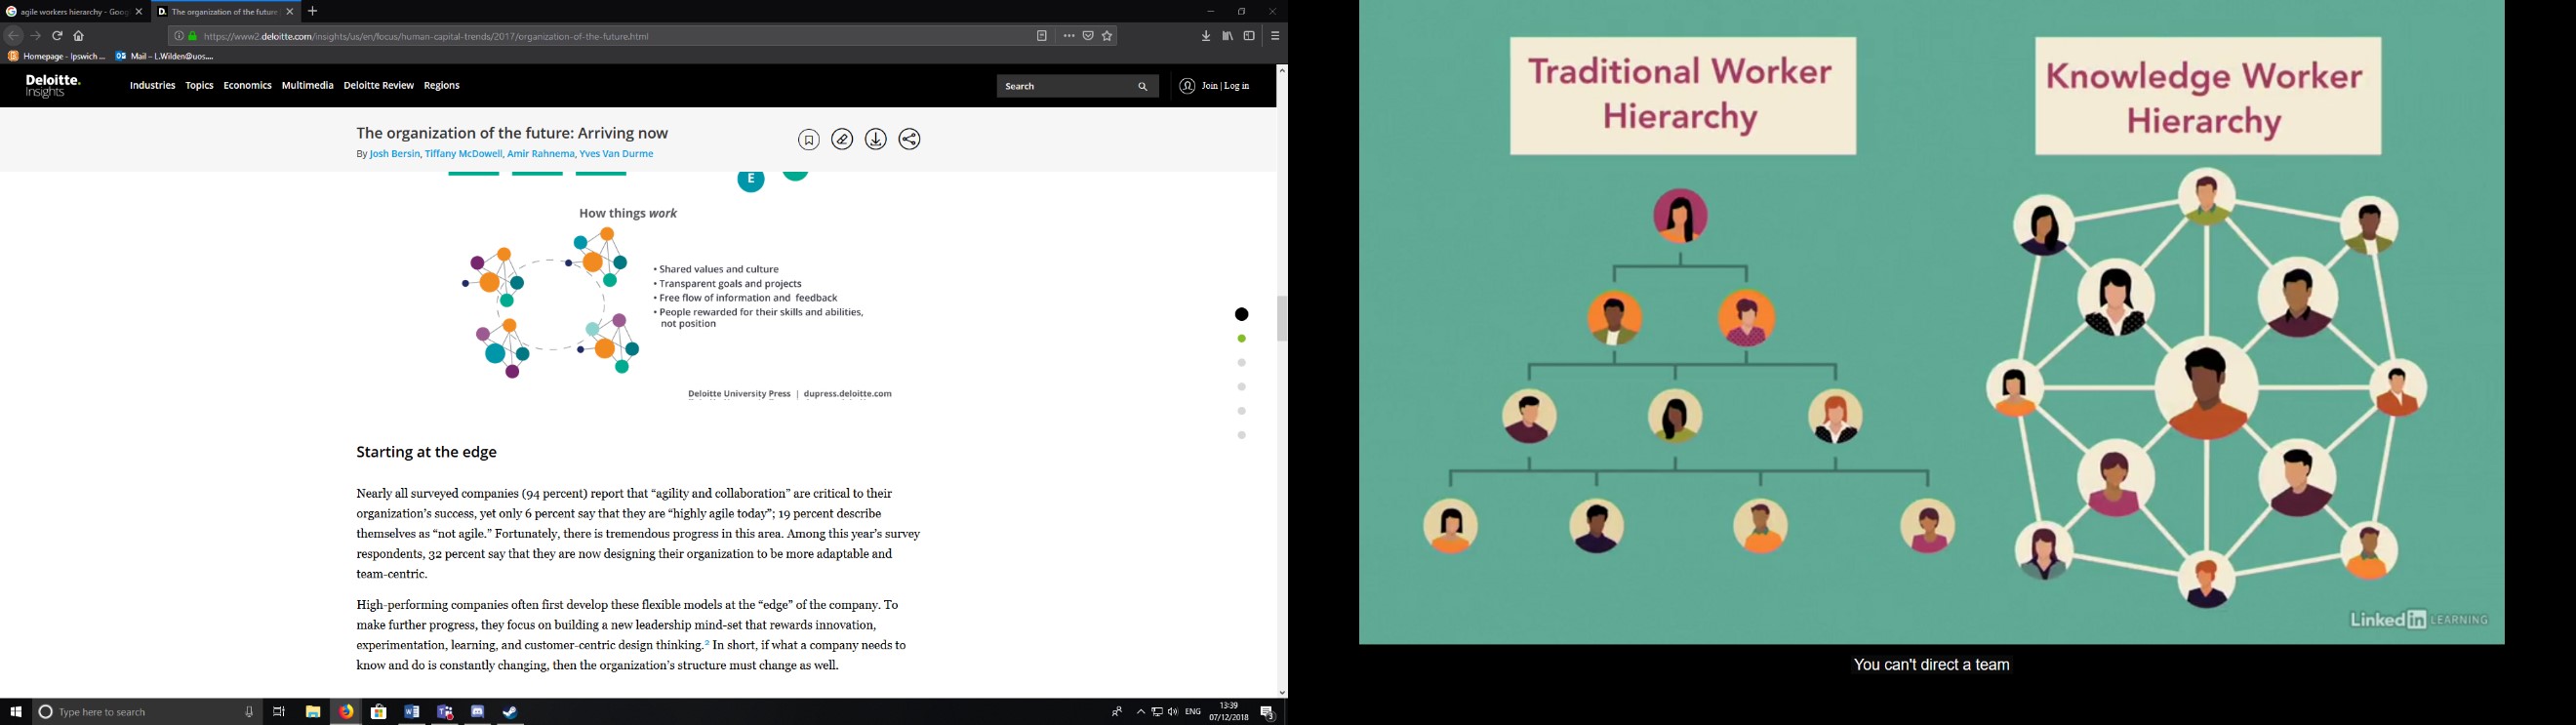 agile workers hierarchy - Goog
The organization of the future:
https://www2.deloitte.com/insights/us/en/focus/human-capital-trends/2017/organization-of-the-future.html
Homepage - Ipswich ...
Mail – L.Wilden@uos....
Deloitte.
Insights
Industries
Topics
Economics
Multimedia
Deloitte Review
Regions
Search
Join | Log in
The organization of the future: Arriving now
By Josh Bersin, Tiffany McDowell, Amir Rahnema, Yves Van Durme
E
How things work
• Shared values and culture
• Transparent goals and projects
• Free flow of information and feedback
• People rewarded for their skills and abilities,
not position
Deloitte University Press | dupress.deloitte.com
Starting at the edge
Nearly all surveyed companies (94 percent) report that “agility and collaboration” are critical to their
organization’s success, yet only 6 percent say that they are “highly agile today”; 19 percent describe
themselves as “not agile.” Fortunately, there is tremendous progress in this area. Among this year’s survey
respondents, 32 percent say that they are now designing their organization to be more adaptable and
team-centric.
High-performing companies often first develop these flexible models at the “edge” of the company. To
make further progress, they focus on building a new leadership mind-set that rewards innovation,
experimentation, learning, and customer-centric design thinking.2 In short, if what a company needs to
know and do is constantly changing, then the organization’s structure must change as well.
Type here to search
ENG
13:39
07/12/2018
3
Traditional Worker
Hierarchy
Knowledge Worker
Hierarchy
Linked in LEARNING
You can't direct a team